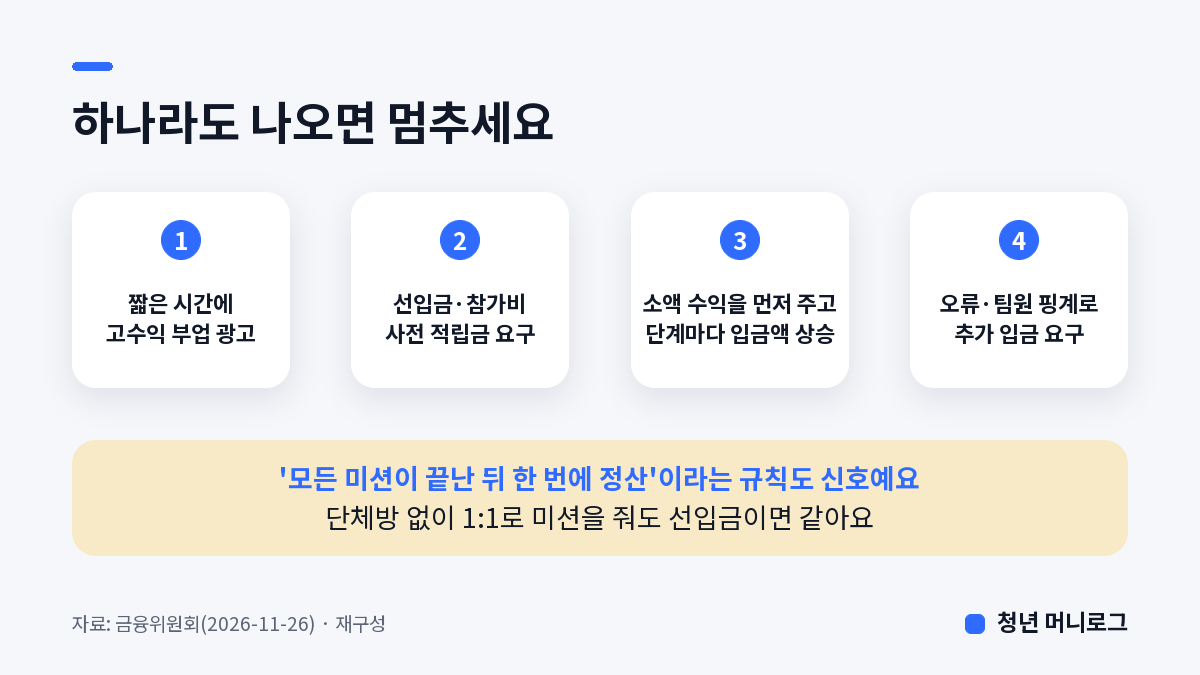 하나라도 나오면 멈추세요
1
짧은 시간에
고수익 부업 광고
2
선입금·참가비
사전 적립금 요구
3
소액 수익을 먼저 주고
단계마다 입금액 상승
4
오류·팀원 핑계로
추가 입금 요구
'모든 미션이 끝난 뒤 한 번에 정산'이라는 규칙도 신호예요
단체방 없이 1:1로 미션을 줘도 선입금이면 같아요
자료: 금융위원회(2026-11-26) · 재구성
청년 머니로그